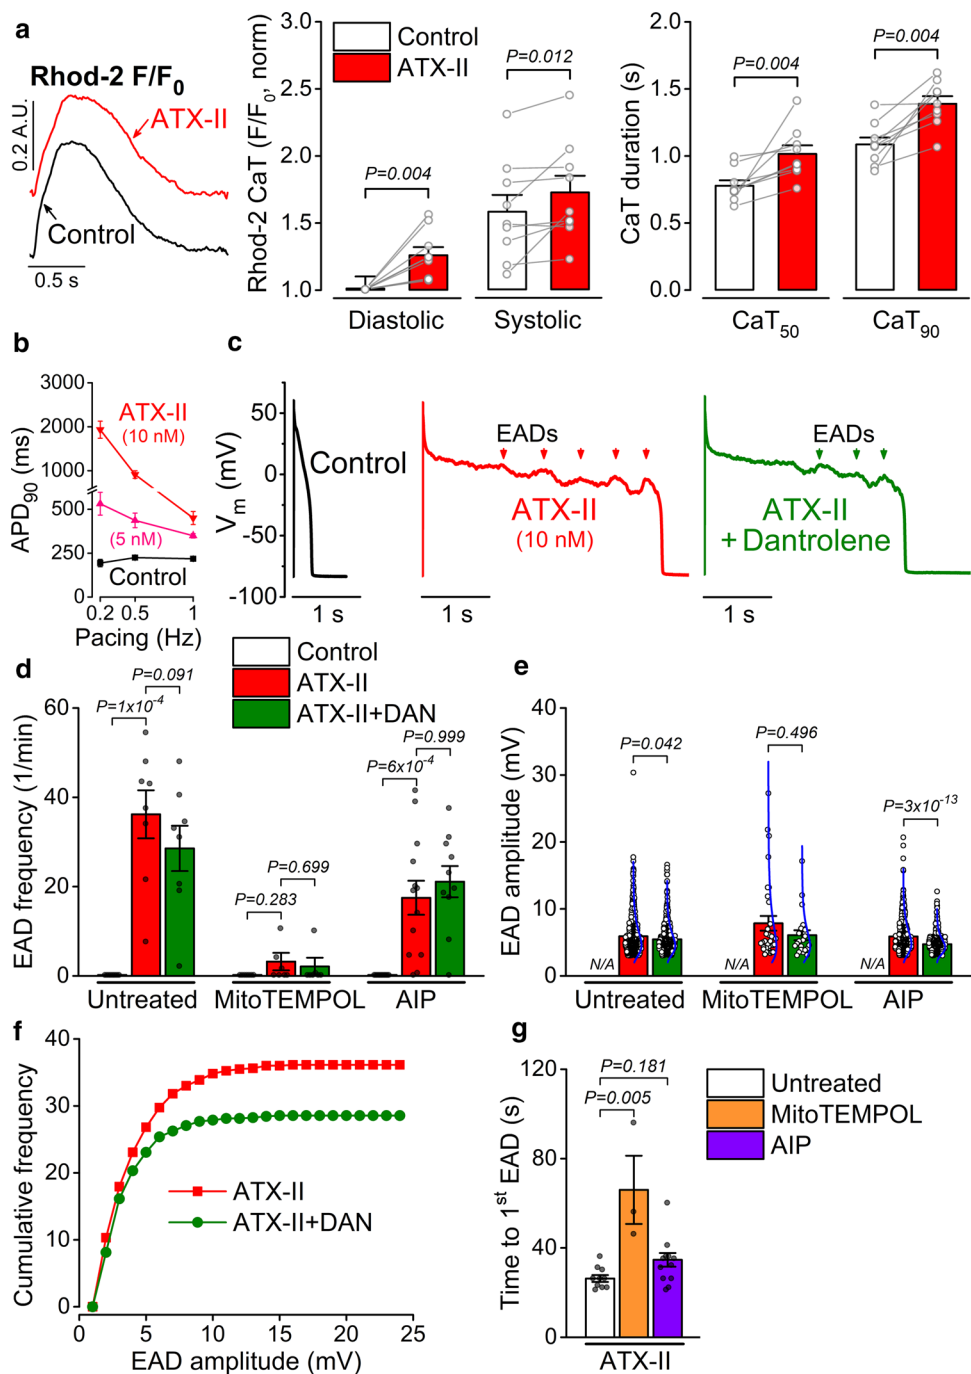 a
Rhod-2 F/F0
0.2 A.U.
ATX-II
Control
0.5 s
Rhod-2 CaT (F/F0, norm)
3.0
2.5
2.0
1.5
1.0
Control
ATX-II
P=0.004
P=0.012
Diastolic
Systolic
CaT duration (s)
2.0
1.5
1.0
0.5
0.0
P=0.004
P=0.004
CaT50
CaT90
b
APD90 (ms)
3000
2000
1000
500
250
0
ATX-II
(10 nM)
(5 nM)
Control
0.2
0.5
1
Pacing (Hz)
c
Vm (mV)
50
0
-50
-100
Control
1 s
EADs
ATX-II
(10 nM)
1 s
EADs
ATX-II
+ Dantrolene
1 s
d
Control
ATX-II
ATX-II+DAN
EAD frequency (1/min)
60
40
20
0
P=1x10-4
P=0.091
P=0.283
P=0.699
P=6x10-4
P=0.999
Untreated
MitoTEMPOL
AIP
e
EAD amplitude (mV)
40
30
20
10
0
P=0.042
P=0.496
P=3x10-13
N/A
N/A
N/A
Untreated
MitoTEMPOL
AIP
f
Cumulative frequency
40
30
20
10
0
ATX-II
ATX-II+DAN
0
5
10
15
20
25
EAD amplitude (mV)
g
Time to 1st EAD (s)
120
80
40
0
P=0.181
P=0.005
Untreated
MitoTEMPOL
AIP
ATX-II